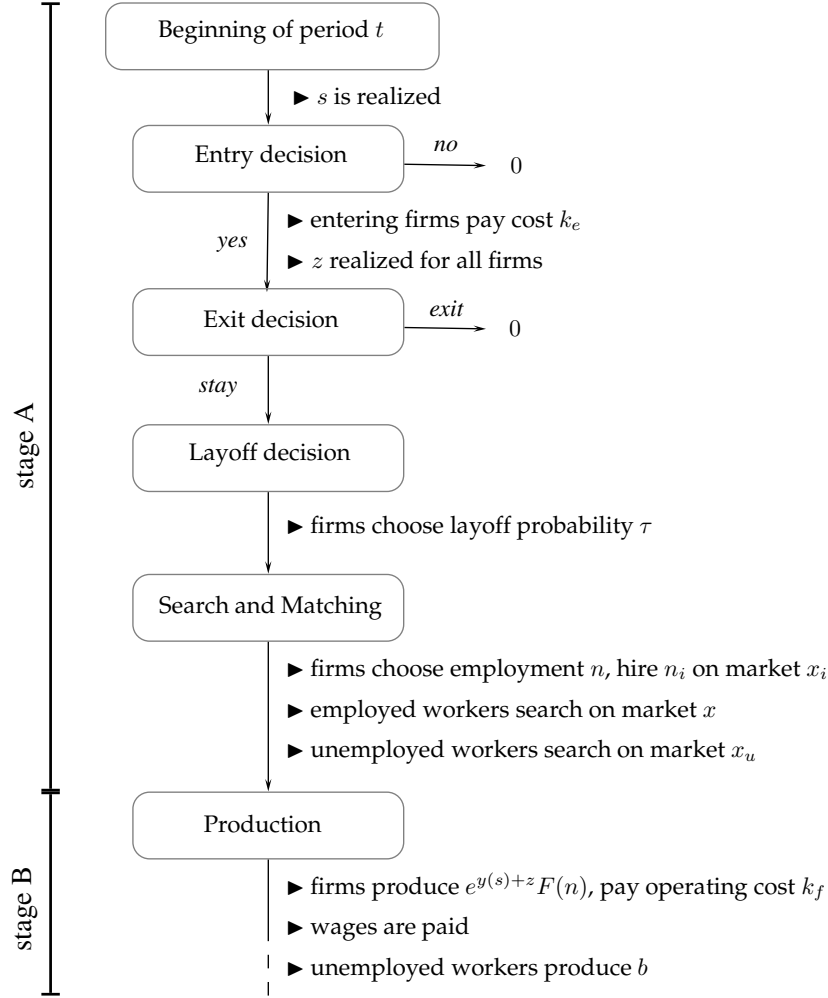 Beginning of period t
▶ s is realized
Entry decision
no
0
yes
▶ entering firms pay cost k_e
▶ z realized for all firms
Exit decision
exit
0
stay
stage A
Layoff decision
▶ firms choose layoff probability τ
Search and Matching
▶ firms choose employment n, hire n_i on market x_i
▶ employed workers search on market x
▶ unemployed workers search on market x_u
Production
stage B
▶ firms produce e^{y(s)+z}F(n), pay operating cost k_f
▶ wages are paid
▶ unemployed workers produce b